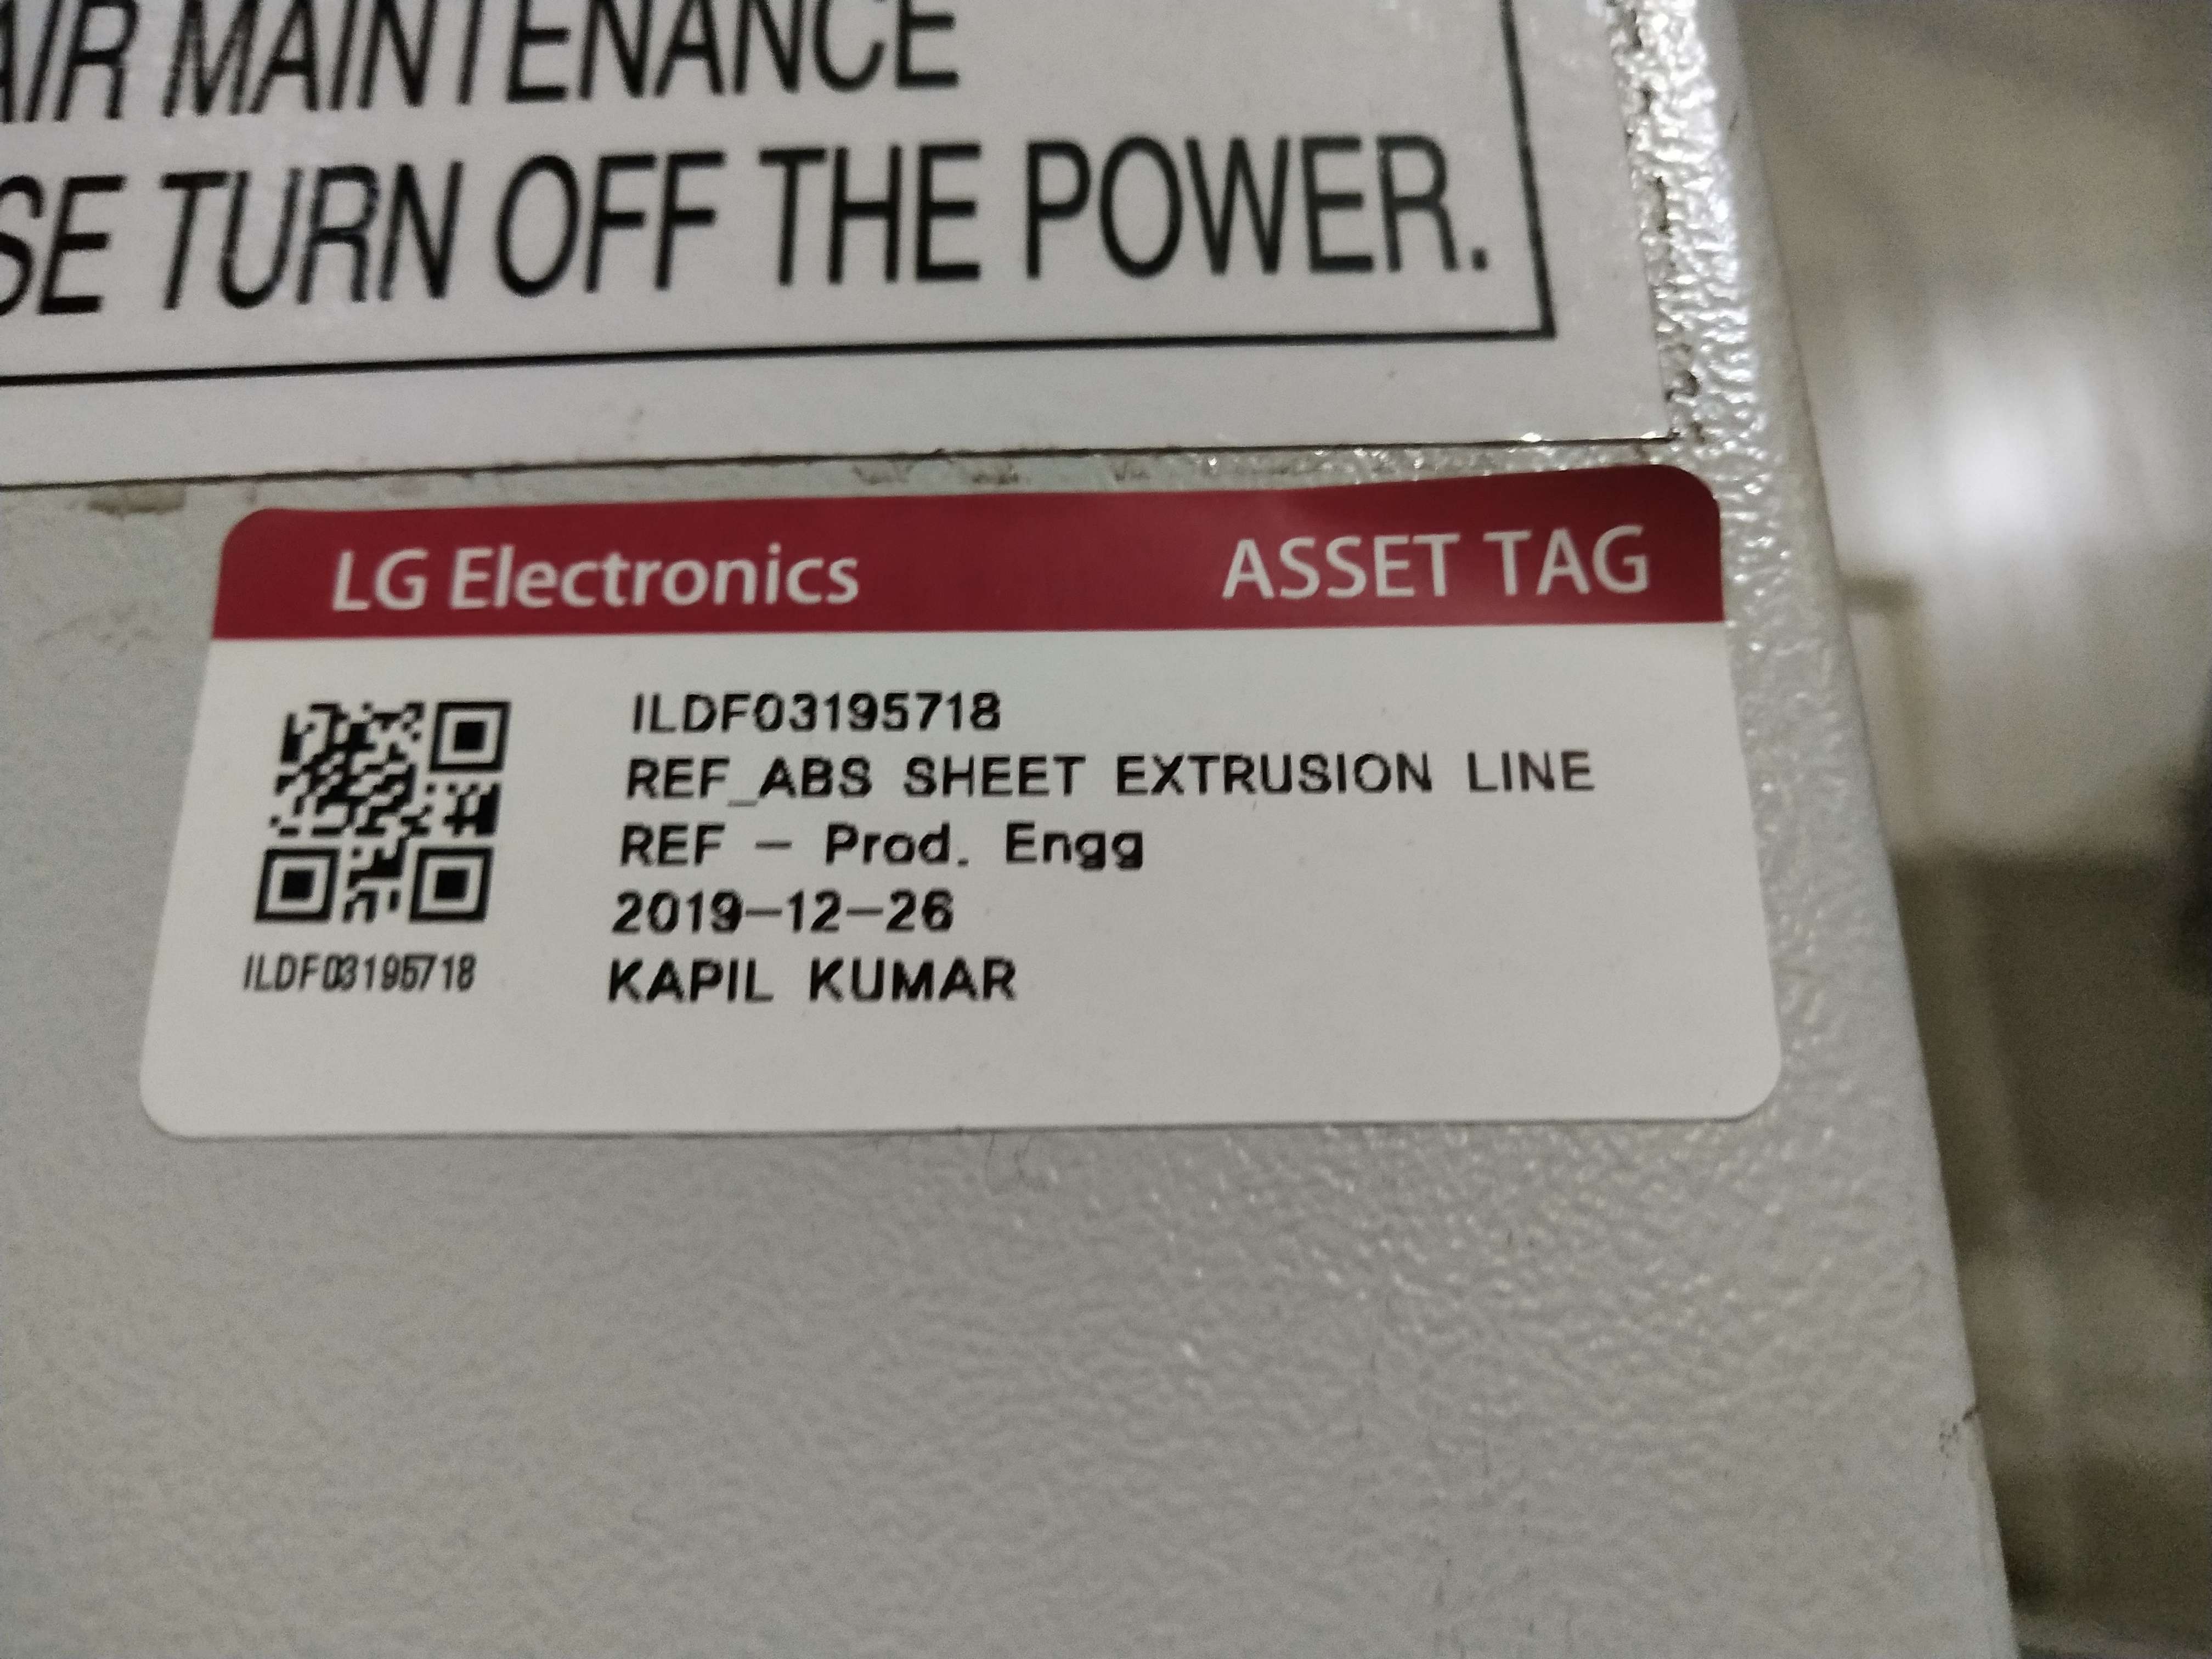 AIR MAINTENANCE
SE TURN OFF THE POWER.
LG Electronics ASSET TAG
ILDF03195718
REF_ABS SHEET EXTRUSION LINE
REF - Prod. Engg
2019-12-26
KAPIL KUMAR
ILDF03195718